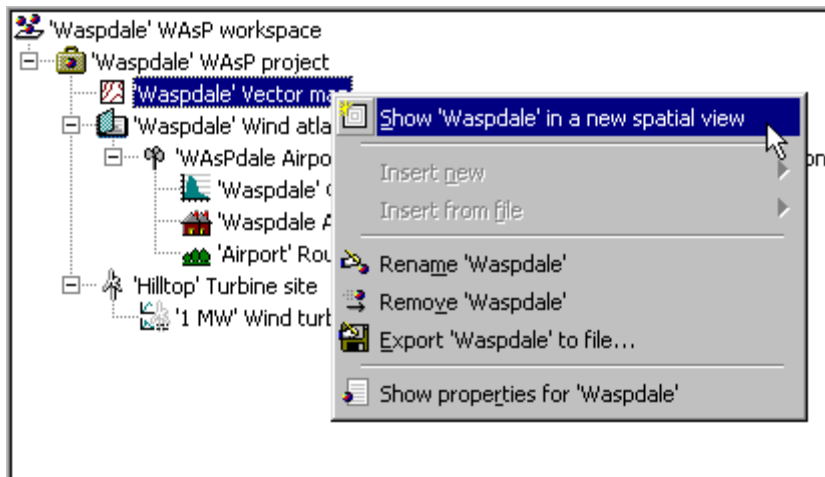 'Waspdale' WAsP workspace
'Waspdale' WAsP project
'Waspdale' Vector map
'Waspdale' Wind atla
'WAsPdale Airpo
'Waspdale'
'Waspdale A
'Airport' Rou
'Hilltop' Turbine site
'1 MW' Wind turb
Show 'Waspdale' in a new spatial view
Insert new
Insert from file
Rename 'Waspdale'
Remove 'Waspdale'
Export 'Waspdale' to file...
Show properties for 'Waspdale'
on